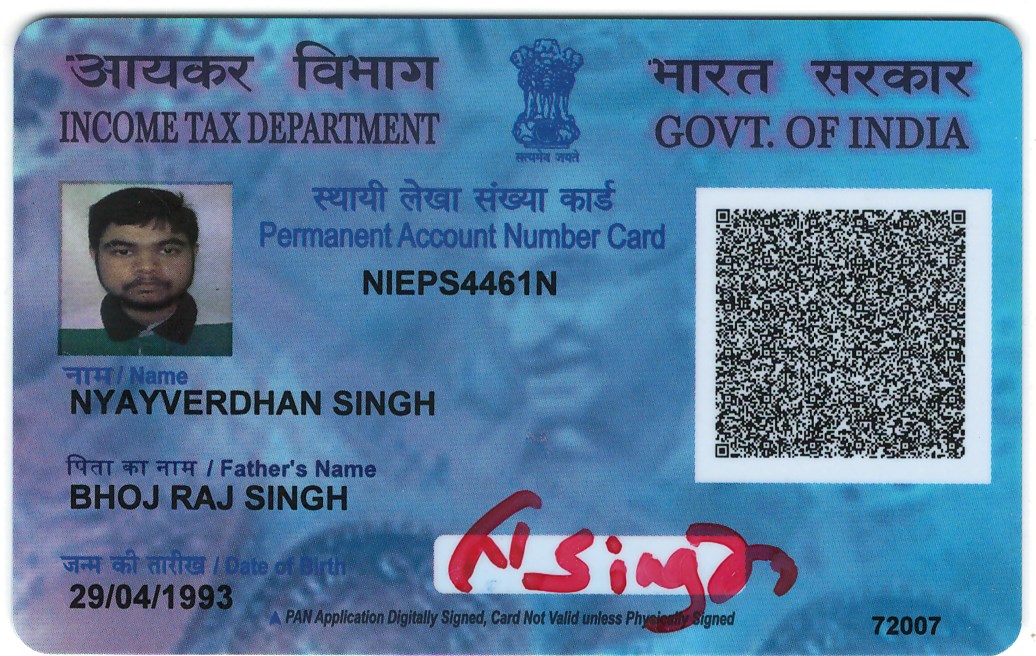 आयकर विभाग
INCOME TAX DEPARTMENT
सत्यमेव जयते
भारत सरकार
GOVT. OF INDIA
स्थायी लेखा संख्या कार्ड
Permanent Account Number Card
NIEPS4461N
नाम / Name
NYAYVERDHAN SINGH
पिता का नाम / Father's Name
BHOJ RAJ SINGH
जन्म की तारीख / Date of Birth
29/04/1993
NSingh
PAN Application Digitally Signed, Card Not Valid unless Physically Signed
72007